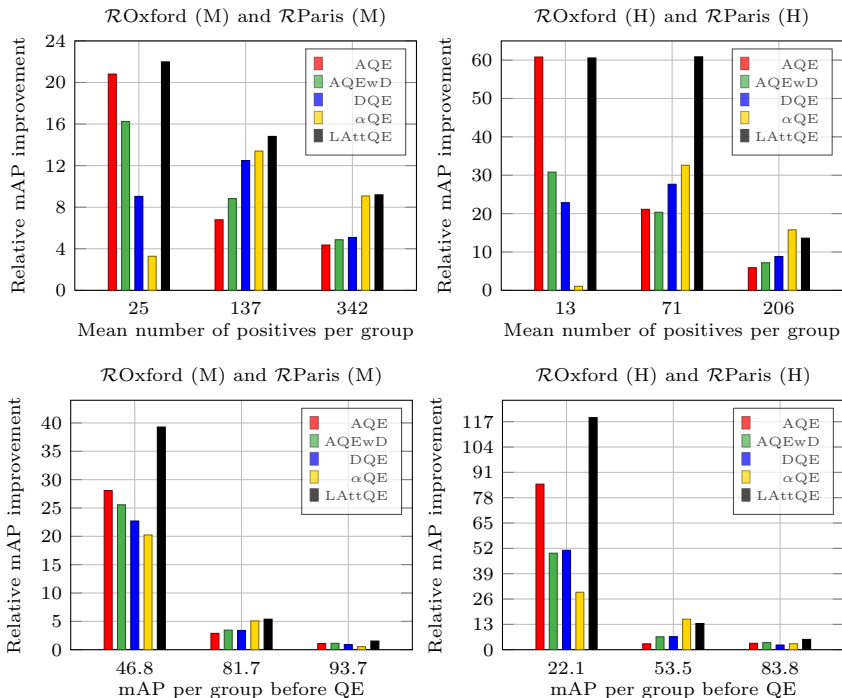 ℛOxford (M) and ℛParis (M)
Relative mAP improvement
24
20
16
12
8
4
0
AQE
AQEwD
DQE
αQE
LAttQE
25 137 342
Mean number of positives per group
ℛOxford (H) and ℛParis (H)
Relative mAP improvement
60
50
40
30
20
10
0
AQE
AQEwD
DQE
αQE
LAttQE
13 71 206
Mean number of positives per group
ℛOxford (M) and ℛParis (M)
Relative mAP improvement
40
35
30
25
20
15
10
5
0
AQE
AQEwD
DQE
αQE
LAttQE
46.8 81.7 93.7
mAP per group before QE
ℛOxford (H) and ℛParis (H)
Relative mAP improvement
117
104
91
78
65
52
39
26
13
0
AQE
AQEwD
DQE
αQE
LAttQE
22.1 53.5 83.8
mAP per group before QE